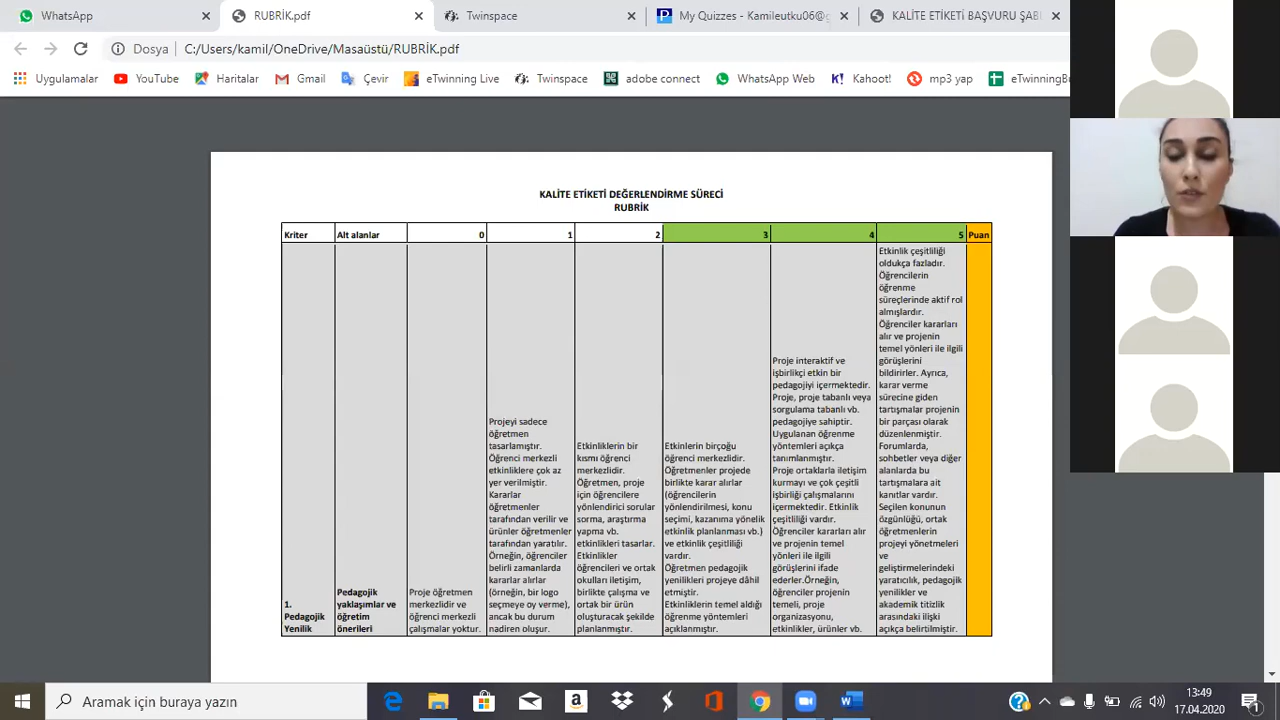 WhatsApp
RUBRİK.pdf
Twinspace
My Quizzes - Kamileutku06@g
KALİTE ETİKETİ BAŞVURU ŞABL
Dosya
C:/Users/kamil/OneDrive/Masaüstü/RUBRİK.pdf
Uygulamalar
YouTube
Haritalar
Gmail
Çevir
eTwinning Live
Twinspace
adobe connect
WhatsApp Web
K! Kahoot!
mp3 yap
eTwinningBo
KALİTE ETİKETİ DEĞERLENDİRME SÜRECİ
RUBRİK
Kriter
Alt alanlar
0
1
2
3
4
5
Puan
1.
Pedagojik
Yenilik
Pedagojik
yaklaşımlar ve
öğretim
önerileri
Proje öğretmen
merkezlidir ve
öğrenci merkezli
çalışmalar yoktur.
Projeyi sadece
öğretmen
tasarlamıştır.
Öğrenci merkezli
etkinliklere çok az
yer verilmiştir.
Kararlar
öğretmenler
tarafından verilir ve
ürünler öğretmenler
tarafından yaratılır.
Örneğin, öğrenciler
belirli zamanlarda
kararlar alırlar
(örneğin, bir logo
seçmeye oy verme),
ancak bu durum
nadiren oluşur.
Etkinliklerin bir
kısmı öğrenci
merkezlidir.
Öğretmen, proje
için öğrencilere
yönlendirici sorular
sorma, araştırma
yapma vb.
etkinlikleri tasarlar.
Etkinlikler
öğrencileri ve ortak
okulları iletişim,
birlikte çalışma ve
ortak bir ürün
oluşturacak şekilde
planlanmıştır.
Etkinlerin birçoğu
öğrenci merkezlidir.
Öğretmenler projede
birlikte karar alırlar
(öğrencilerin
yönlendirilmesi, konu
seçimi, kazanıma yönelik
etkinlik planlanması vb.)
ve etkinlik çeşitliliği
vardır.
Öğretmen pedagojik
yenilikleri projeye dâhil
etmiştir.
Etkinliklerin temel aldığı
öğrenme yöntemleri
açıklanmıştır.
Proje interaktif ve
işbirlikçi etkin bir
pedagojiyi içermektedir.
Proje, proje tabanlı veya
sorgulama tabanlı vb.
pedagojiye sahiptir.
Uygulanan öğrenme
yöntemleri açıkça
tanımlanmıştır.
Proje ortaklarla iletişim
kurmayı ve çok çeşitli
işbirliği çalışmalarını
içermektedir. Etkinlik
çeşitliliği vardır.
Öğrenciler kararları alır
ve projenin temel
yönleri ile ilgili
görüşlerini ifade
ederler.Örneğin,
öğrenciler projenin
temeli, proje
organizasyonu,
etkinlikler, ürünler vb.
Etkinlik çeşitliliği
oldukça fazladır.
Öğrencilerin
öğrenme
süreçlerinde aktif rol
almışlardır.
Öğrenciler kararları
alır ve projenin
temel yönleri ile ilgili
görüşlerini
bildirirler. Ayrıca,
karar verme
sürecine giden
tartışmalar projenin
bir parçası olarak
düzenlenmiştir.
Forumlarda,
sohbetler veya diğer
alanlarda bu
tartışmalara ait
kanıtlar vardır.
Seçilen konunun
özgünlüğü, ortak
öğretmenlerin
projeyi yönetmeleri
ve
geliştirmelerindeki
yaratıcılık, pedagojik
yenilikler ve
akademik titizlik
arasındaki ilişki
açıkça belirtilmiştir.
Aramak için buraya yazın
13:49
17.04.2020
1